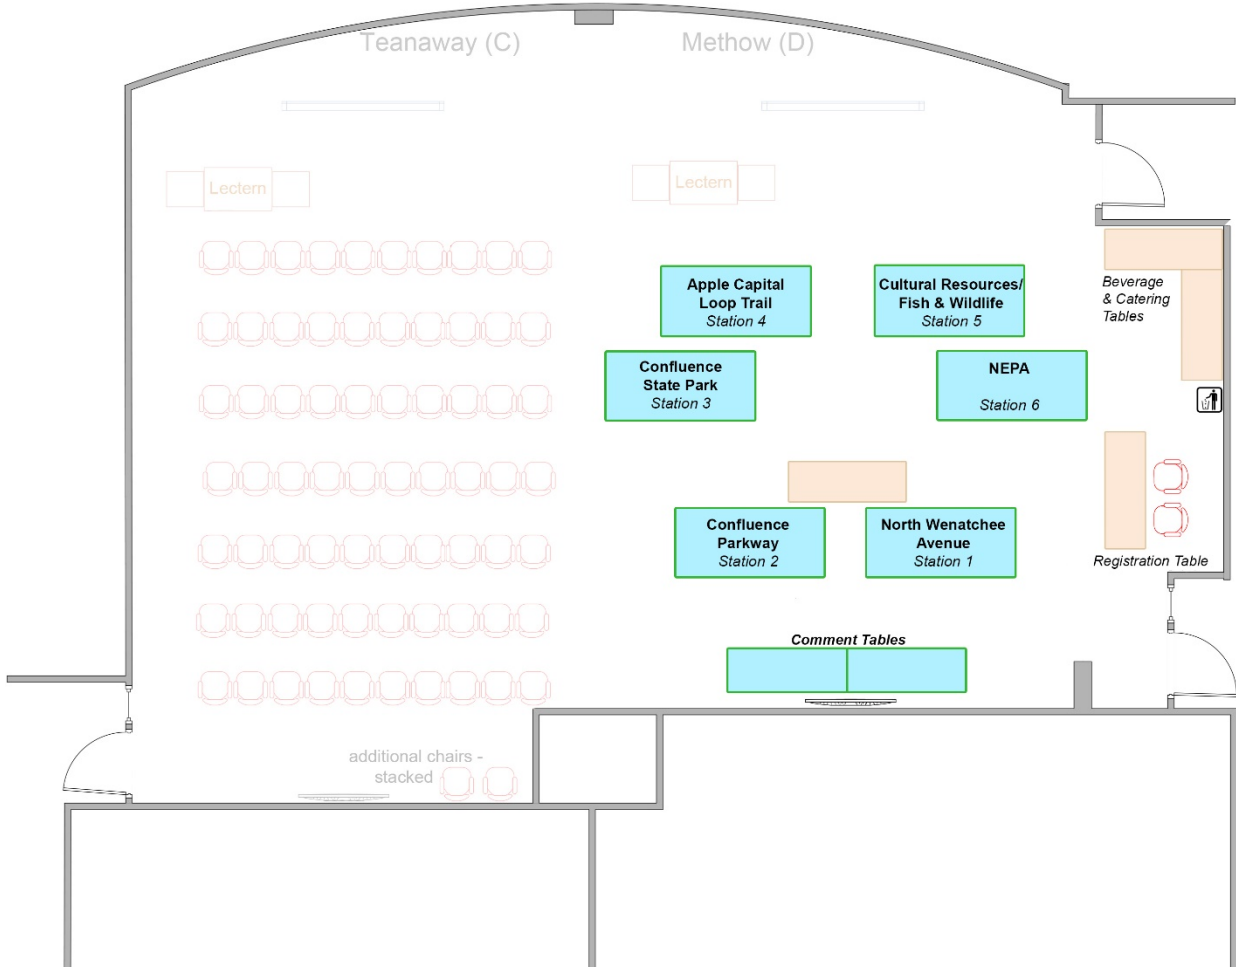 Teanaway (C)
Methow (D)
Lectern
Lectern
Apple Capital
Loop Trail
Station 4
Cultural Resources/
Fish & Wildlife
Station 5
Beverage
& Catering
Tables
Confluence
State Park
Station 3
NEPA
Station 6
Confluence
Parkway
Station 2
North Wenatchee
Avenue
Station 1
Registration Table
Comment Tables
additional chairs -
stacked